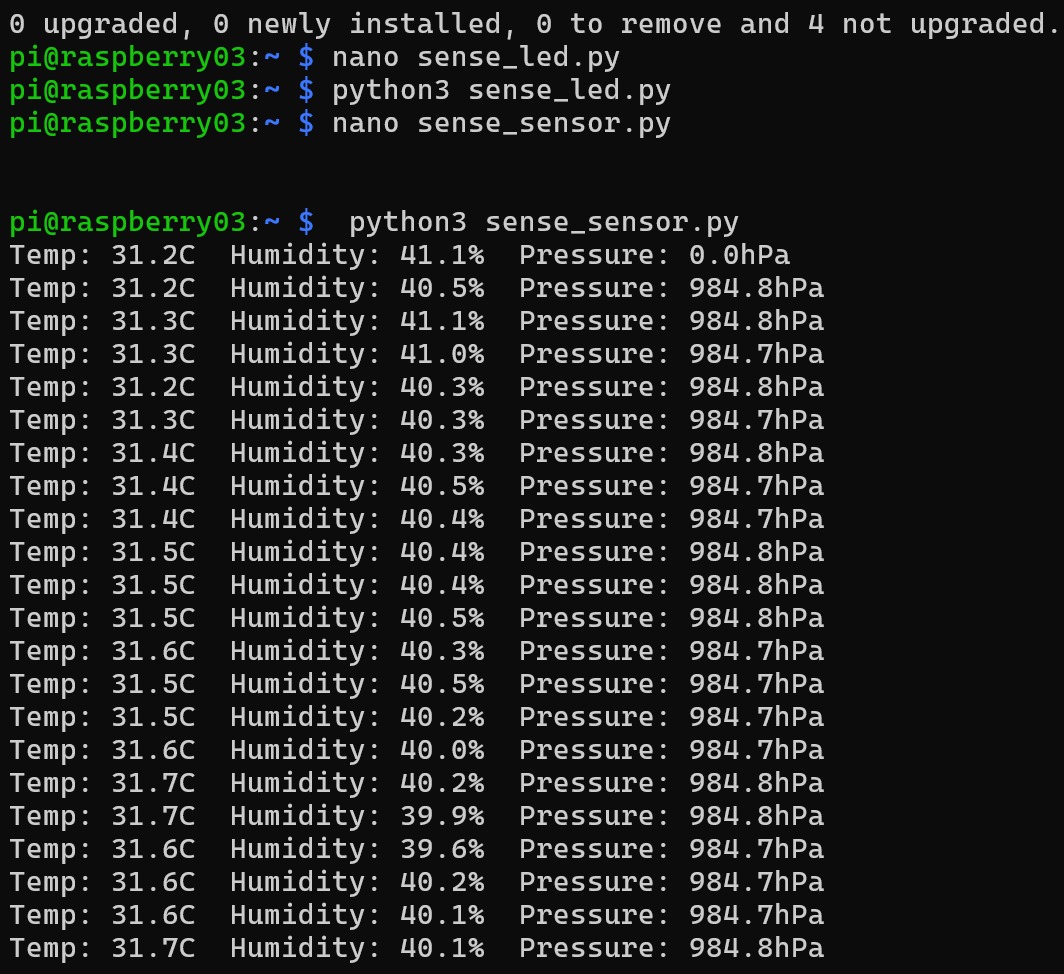 0 upgraded, 0 newly installed, 0 to remove and 4 not upgraded.
pi@raspberry03:~ $ nano sense_led.py
pi@raspberry03:~ $ python3 sense_led.py
pi@raspberry03:~ $ nano sense_sensor.py
pi@raspberry03:~ $  python3 sense_sensor.py
Temp: 31.2C  Humidity: 41.1%  Pressure: 0.0hPa
Temp: 31.2C  Humidity: 40.5%  Pressure: 984.8hPa
Temp: 31.3C  Humidity: 41.1%  Pressure: 984.8hPa
Temp: 31.3C  Humidity: 41.0%  Pressure: 984.7hPa
Temp: 31.2C  Humidity: 40.3%  Pressure: 984.8hPa
Temp: 31.3C  Humidity: 40.3%  Pressure: 984.7hPa
Temp: 31.4C  Humidity: 40.3%  Pressure: 984.8hPa
Temp: 31.4C  Humidity: 40.5%  Pressure: 984.7hPa
Temp: 31.4C  Humidity: 40.4%  Pressure: 984.7hPa
Temp: 31.5C  Humidity: 40.4%  Pressure: 984.8hPa
Temp: 31.5C  Humidity: 40.4%  Pressure: 984.8hPa
Temp: 31.5C  Humidity: 40.5%  Pressure: 984.8hPa
Temp: 31.6C  Humidity: 40.3%  Pressure: 984.7hPa
Temp: 31.5C  Humidity: 40.5%  Pressure: 984.7hPa
Temp: 31.5C  Humidity: 40.2%  Pressure: 984.7hPa
Temp: 31.6C  Humidity: 40.0%  Pressure: 984.7hPa
Temp: 31.7C  Humidity: 40.2%  Pressure: 984.8hPa
Temp: 31.7C  Humidity: 39.9%  Pressure: 984.8hPa
Temp: 31.6C  Humidity: 39.6%  Pressure: 984.7hPa
Temp: 31.6C  Humidity: 40.2%  Pressure: 984.7hPa
Temp: 31.6C  Humidity: 40.1%  Pressure: 984.7hPa
Temp: 31.7C  Humidity: 40.1%  Pressure: 984.8hPa